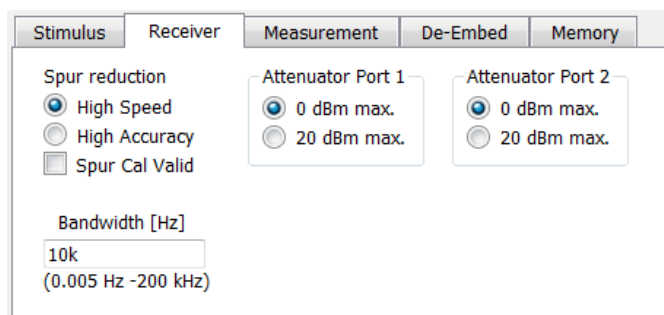 Stimulus Receiver Measurement De-Embed Memory
Spur reduction
High Speed
High Accuracy
Spur Cal Valid
Attenuator Port 1
0 dBm max.
20 dBm max.
Attenuator Port 2
0 dBm max.
20 dBm max.
Bandwidth [Hz]
10k
(0.005 Hz -200 kHz)